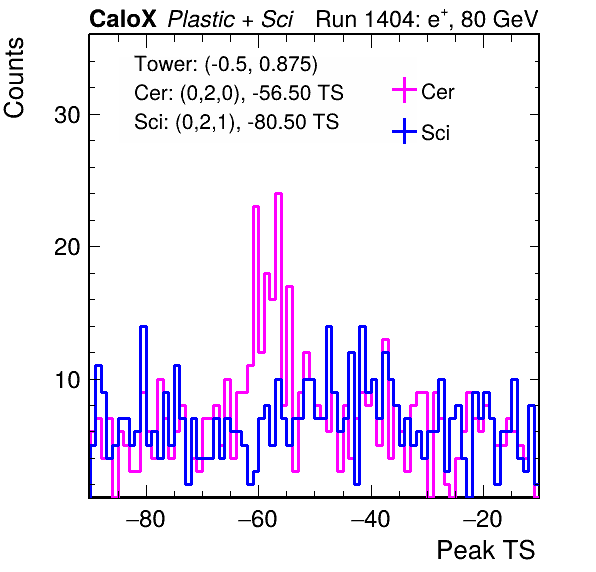 CaloX Plastic + Sci Run 1404: e+, 80 GeV
Counts
Tower: (-0.5, 0.875)
Cer: (0,2,0), -56.50 TS
Sci: (0,2,1), -80.50 TS
Cer
Sci
30
20
10
−80 −60 −40 −20
Peak TS